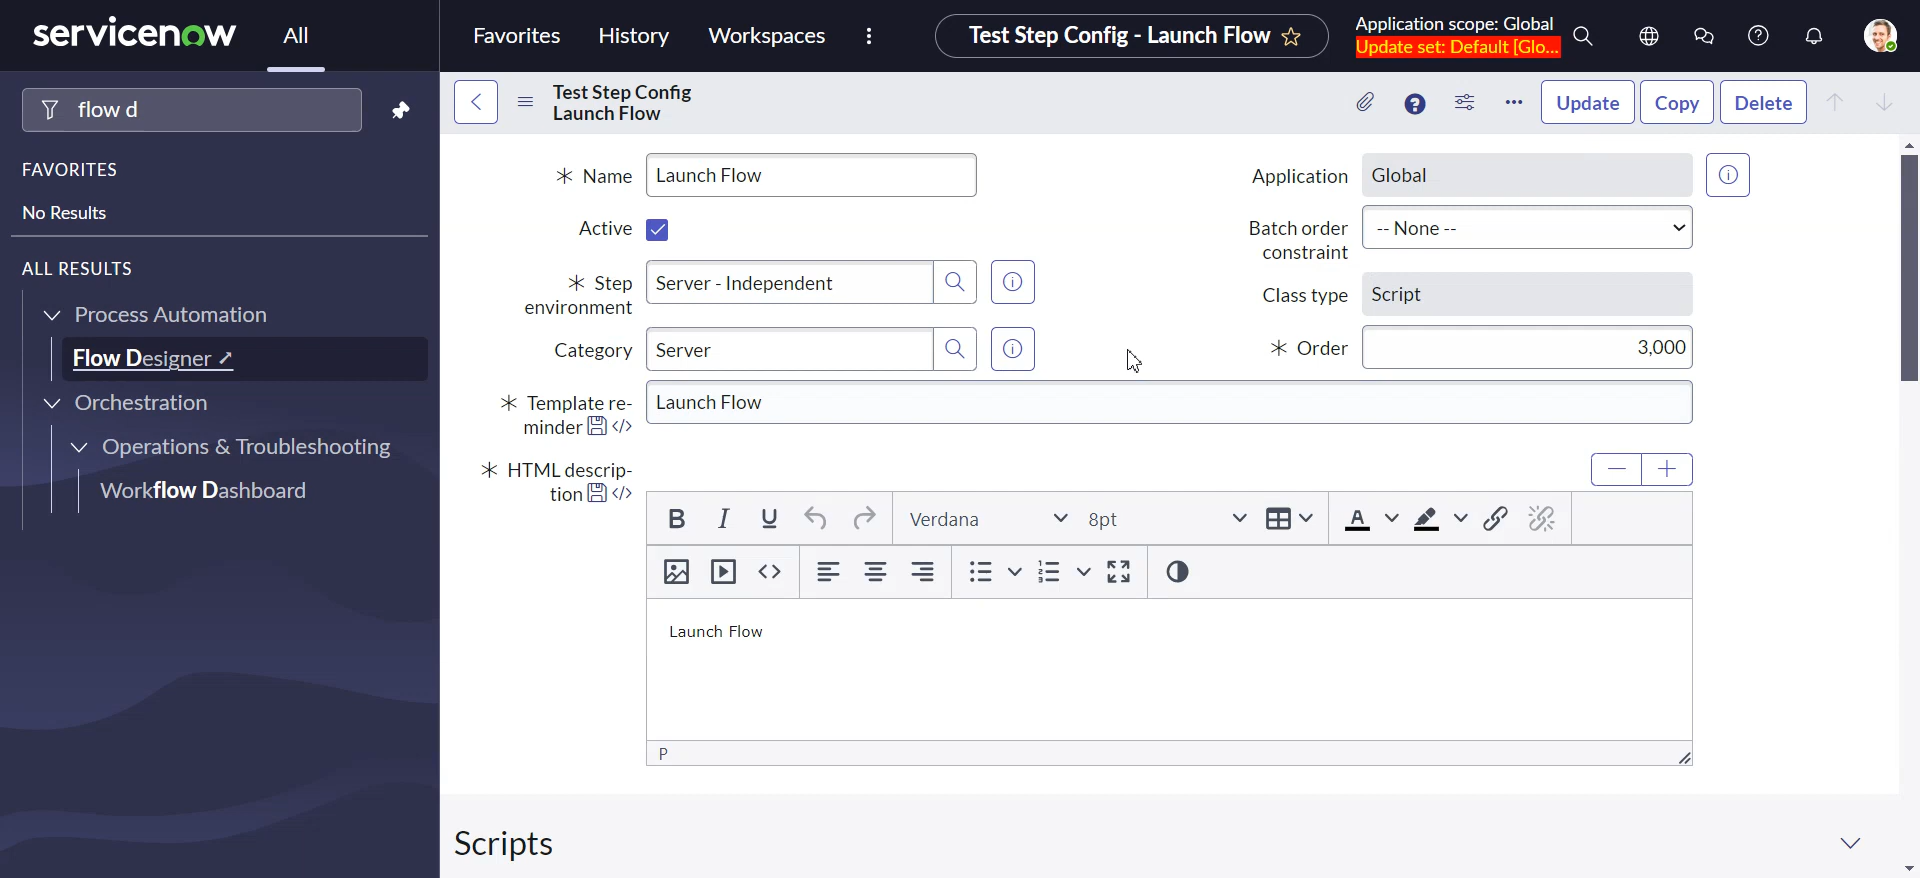 servicenow
All
Favorites
History
Workspaces
Test Step Config - Launch Flow
Application scope: Global
Update set: Default [Glo...
flow d
FAVORITES
No Results
ALL RESULTS
Process Automation
Flow Designer ↗
Orchestration
Operations & Troubleshooting
Workflow Dashboard
Test Step Config
Launch Flow
Update
Copy
Delete
* Name
Launch Flow
Active
* Step
environment
Server - Independent
Category
Server
Application
Global
Batch order
constraint
-- None --
Class type
Script
* Order
3,000
* Template re-
minder
Launch Flow
* HTML descrip-
tion
B I U
Verdana
8pt
A
Launch Flow
P
Scripts